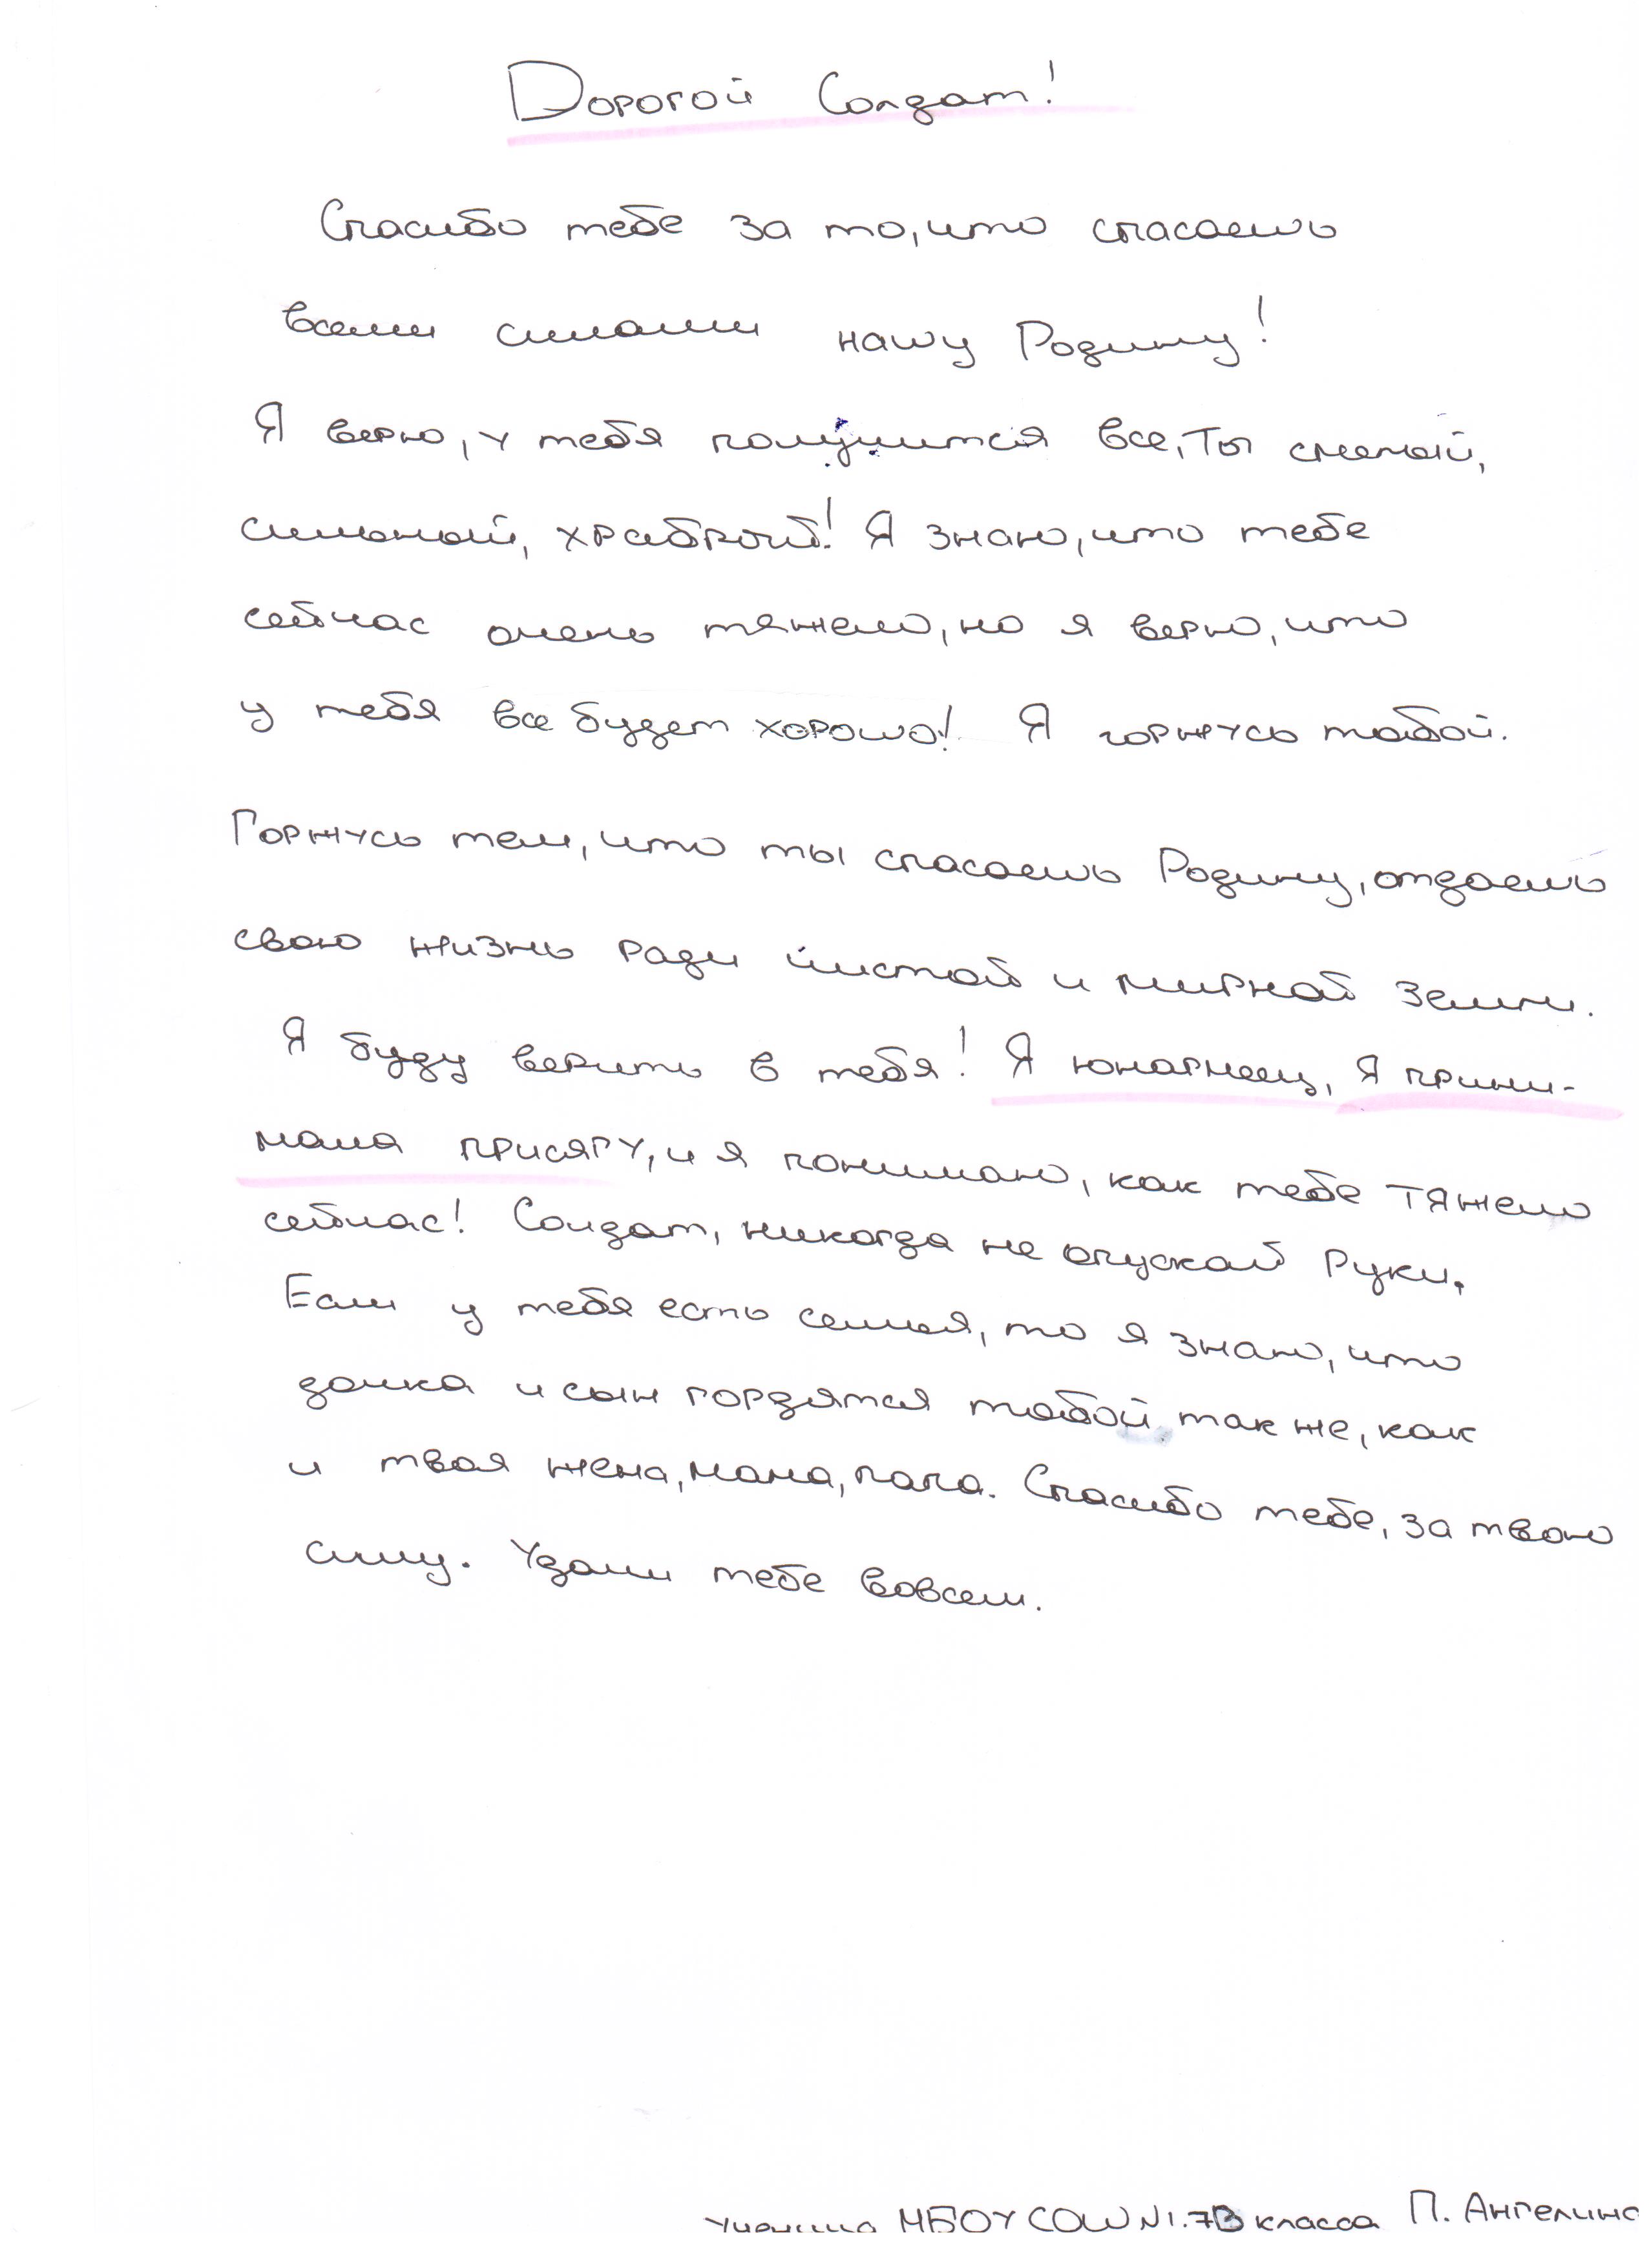 Дорогой Солдат!
Спасибо тебе за то, что спасаешь
всеми силами нашу Родину!
Я верю, у тебя получится все, Ты смелый,
сильный, храбрый! Я знаю, что тебе
сейчас очень тяжело, но я верю, что
у тебя все будет хорошо! Я горжусь тобой.
Горжусь тем, что ты спасаешь Родину, отдаешь
свою жизнь ради чистой и мирной земли.
Я буду верить в тебя! Я юнармеец, Я прини-
мала присягу, и я понимаю, как тебе тяжело
сейчас! Солдат, никогда не опускай руки.
Если у тебя есть семья, то я знаю, что
дочка и сын гордятся тобой так же, как
и твоя жена, мама, папа. Спасибо тебе, за твою
силу. Удачи тебе вовсем.
Ученица МБОУ СОШ №1. 7В класса П. Ангелина